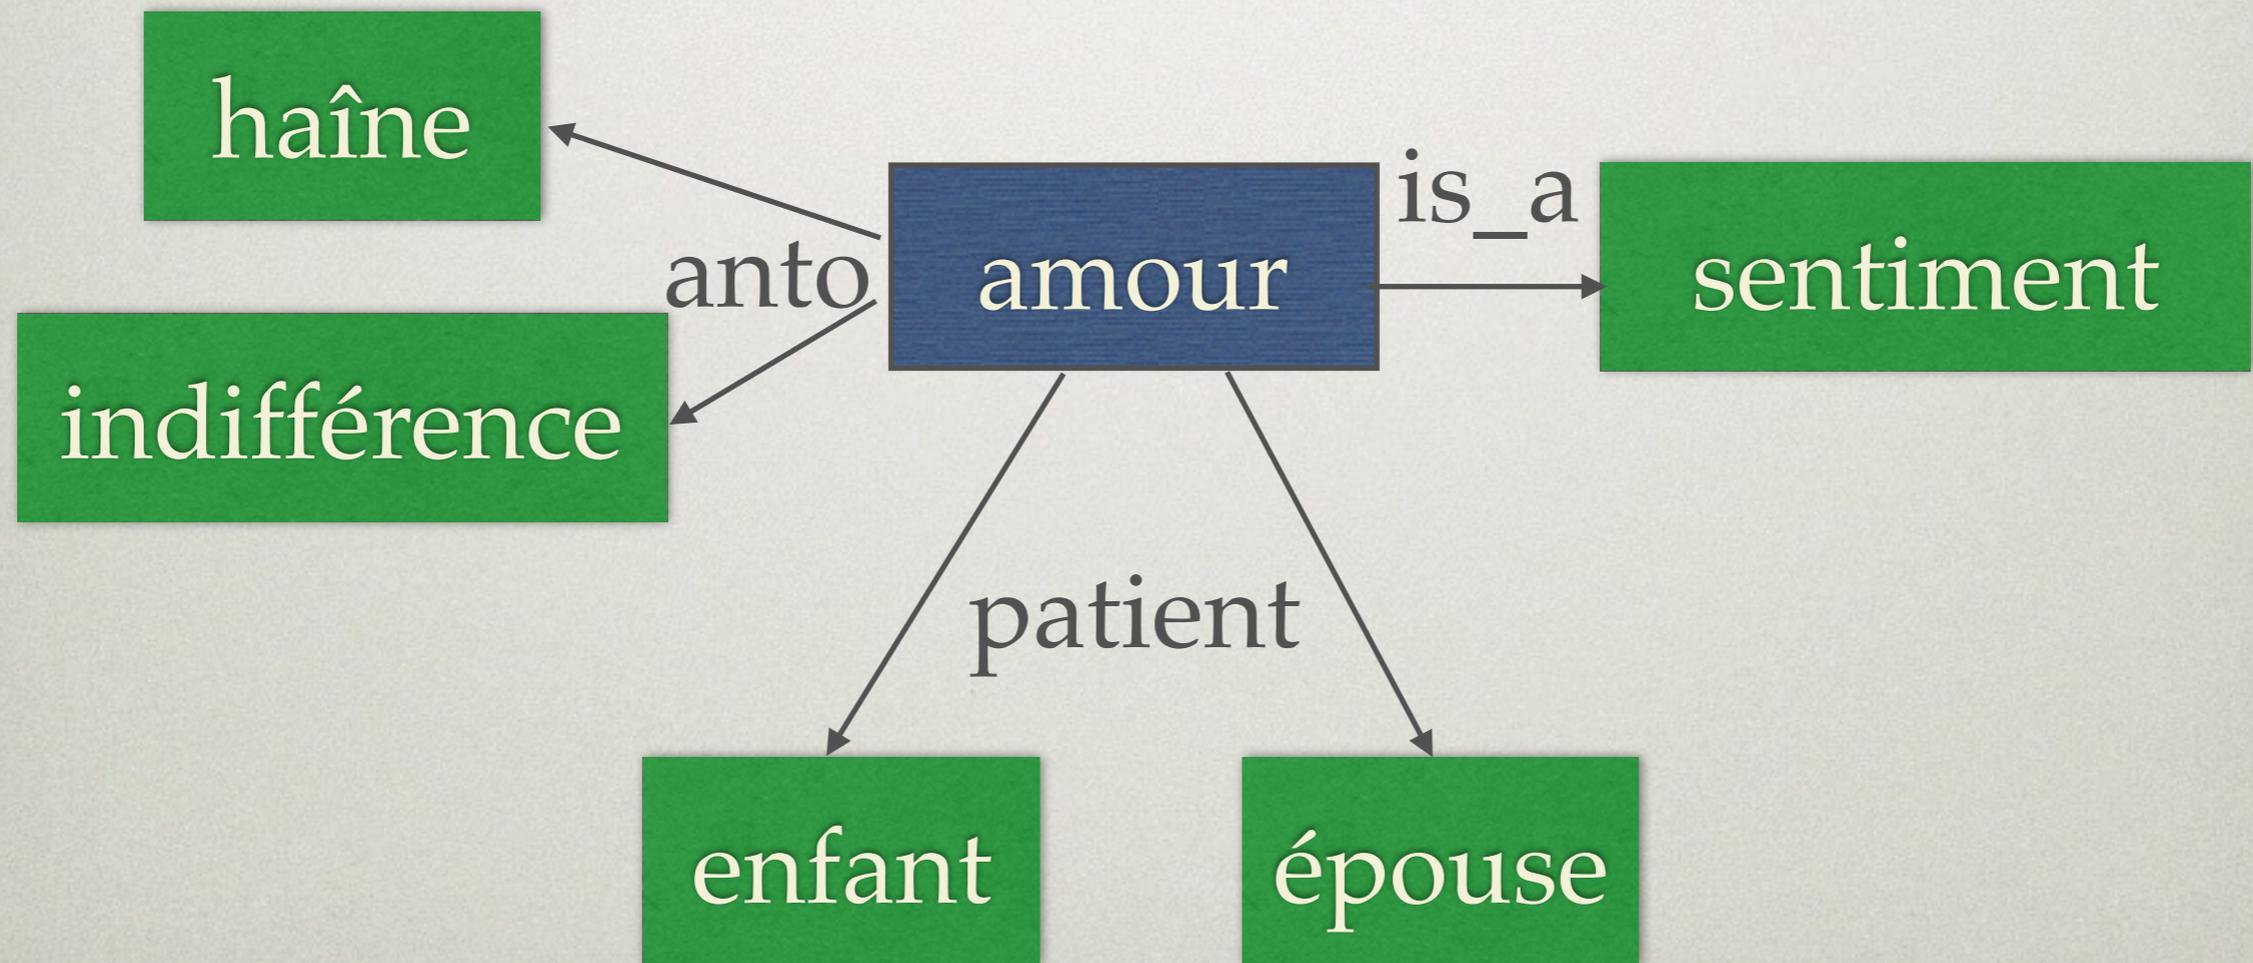 haîne
is_a
anto
amour
sentiment
indifférence
patient
enfant
épouse